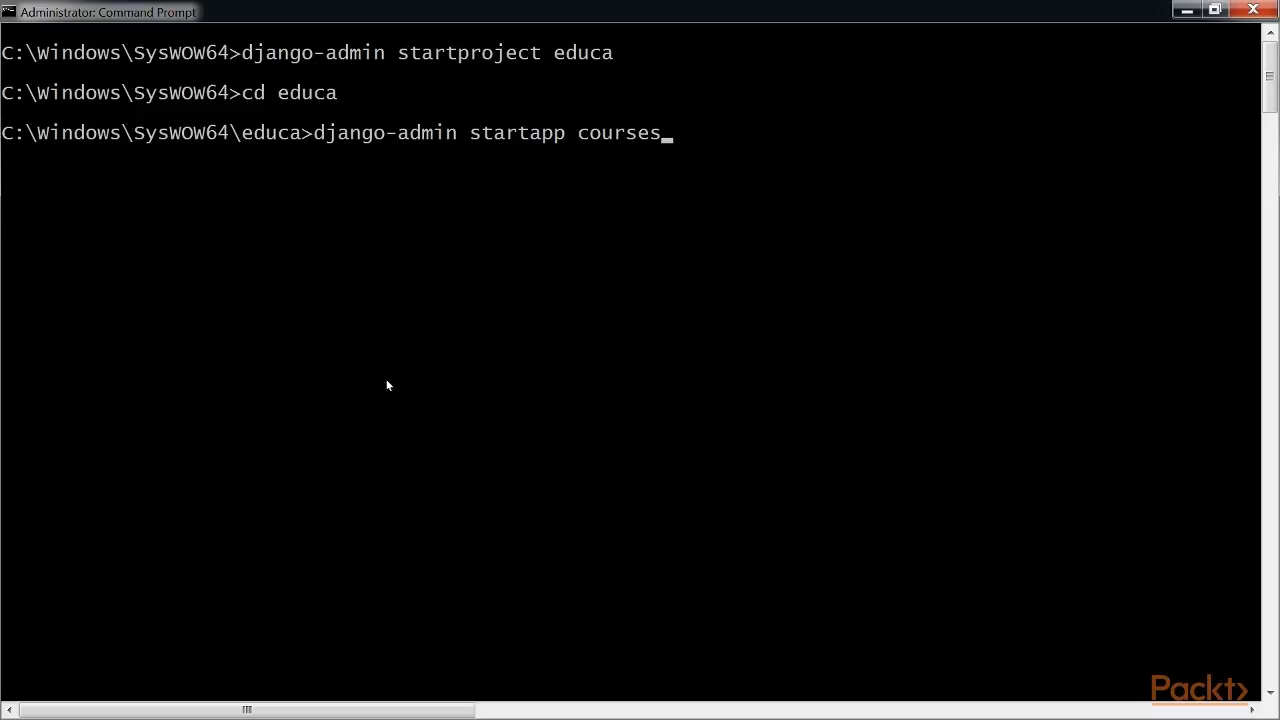 Administrator: Command Prompt
C:\Windows\SysWOW64>django-admin startproject educa
C:\Windows\SysWOW64>cd educa
C:\Windows\SysWOW64\educa>django-admin startapp courses
Packt>